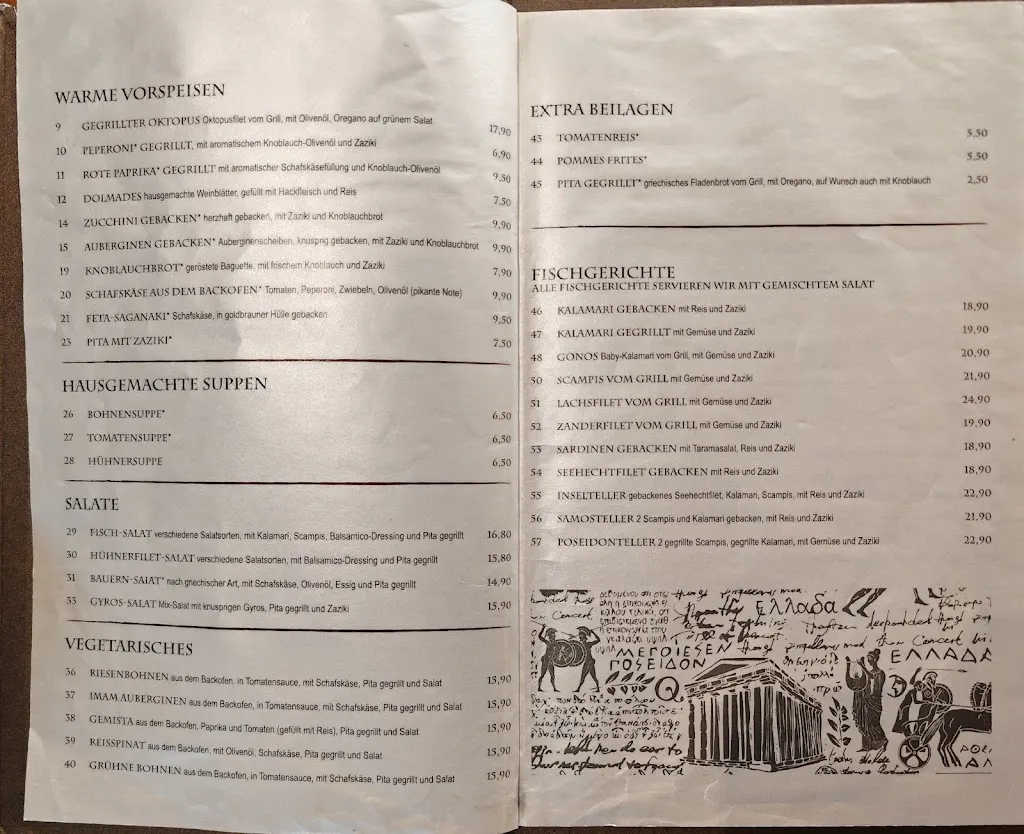 WARME VORSPEISEN
9 GEGRILLTER OKTOPUS Oktopusfilet vom Grill, mit Olivenöl, Oregano auf grünem Salat 17,90
10 PEPERONI* GEGRILLT, mit aromatischem Knoblauch-Olivenöl und Zaziki 6,90
11 ROTE PAPRIKA* GEGRILLT mit aromatischer Schafskäsefüllung und Knoblauch-Olivenöl 9,50
12 DOLMADES hausgemachte Weinblätter, gefüllt mit Hackfleisch und Reis 7,50
14 ZUCCHINI GEBACKEN* herzhaft gebacken, mit Zaziki und Knoblauchbrot 9,90
15 AUBERGINEN GEBACKEN* Auberginenscheiben, knusprig gebacken, mit Zaziki und Knoblauchbrot 9,90
19 KNOBLAUCHBROT* geröstete Baguette, mit frischem Knoblauch und Zaziki 7,90
20 SCHAFSKÄSE AUS DEM BACKOFEN* Tomaten, Peperoni, Zwiebeln, Olivenöl (pikante Note) 9,90
21 FETA-SAGANAKI* Schafskäse, in goldbrauner Hülle gebacken 9,50
23 PITA MIT ZAZIKI* 7,50
HAUSGEMACHTE SUPPEN
26 BOHNENSUPPE* 6,50
27 TOMATENSUPPE* 6,50
28 HÜHNERSUPPE 6,50
SALATE
29 FISCH-SALAT verschiedene Salatsorten, mit Kalamari, Scampis, Balsamico-Dressing und Pita gegrillt 16,80
30 HÜHNERFILET-SALAT verschiedene Salatsorten, mit Balsamico-Dressing und Pita gegrillt 15,80
31 BAUERN-SALAT* nach griechischer Art, mit Schafskäse, Olivenöl, Essig und Pita gegrillt 14,90
33 GYROS-SALAT Mix-Salat mit knusprigen Gyros, Pita gegrillt und Zaziki 15,90
VEGETARISCHES
36 RIESENBOHNEN aus dem Backofen, in Tomatensauce, mit Schafskäse, Pita gegrillt und Salat 15,90
37 IMAM AUBERGINEN aus dem Backofen, in Tomatensauce, mit Schafskäse, Pita gegrillt und Salat 15,90
38 GEMISTA aus dem Backofen, Paprika und Tomaten (gefüllt mit Reis), Pita gegrillt und Salat 15,90
39 REISSPINAT aus dem Backofen, mit Olivenöl, Schafskäse, Pita gegrillt und Salat 15,90
40 GRÜHNE BOHNEN aus dem Backofen, in Tomatensauce, mit Schafskäse, Pita gegrillt und Salat 15,90
EXTRA BEILAGEN
43 TOMATENREIS* 5,50
44 POMMES FRITES* 5,50
45 PITA GEGRILLT* griechisches Fladenbrot vom Grill, mit Oregano, auf Wunsch auch mit Knoblauch 2,50
FISCHGERICHTE
ALLE FISCHGERICHTE SERVIEREN WIR MIT GEMISCHTEM SALAT
46 KALAMARI GEBACKEN mit Reis und Zaziki 18,90
47 KALAMARI GEGRILLT mit Gemüse und Zaziki 19,90
48 GONOS Baby-Kalamari vom Grill, mit Gemüse und Zaziki 20,90
50 SCAMPIS VOM GRILL mit Gemüse und Zaziki 21,90
51 LACHSFILET VOM GRILL mit Gemüse und Zaziki 24,90
52 ZANDERFILET VOM GRILL mit Gemüse und Zaziki 19,90
53 SARDINEN GEBACKEN mit Taramasalat, Reis und Zaziki 18,90
54 SEEHECHTFILET GEBACKEN mit Reis und Zaziki 18,90
55 INSELTELLER gebackenes Seehechtfilet, Kalamari, Scampis, mit Reis und Zaziki 22,90
56 SAMOSTELLER 2 Scampis und Kalamari gebacken, mit Reis und Zaziki 21,90
57 POSEIDONTELLER 2 gegrillte Scampis, gegrillte Kalamari, mit Gemüse und Zaziki 22,90
Ελλαδα
ΜΕΓΟΙΕΣΕΝ
ΓΟΣΕΙΔΟΝ
ΕΛΛΑΔΑ